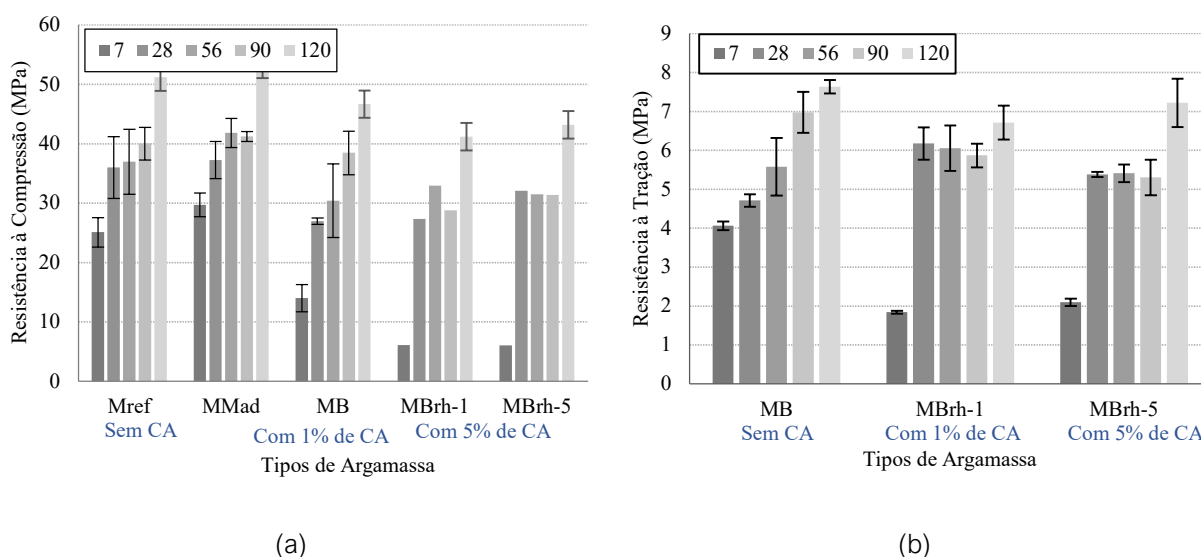 60
50
40
30
20
10
0
Resistência à Compressão (MPa)
7 28 56 90 120
Mref MMad MB MBrh-1 MBrh-5
Sem CA Com 1% de CA Com 5% de CA
Tipos de Argamassa
(a)
9
8
7
6
5
4
3
2
1
0
Resistência à Tração (MPa)
7 28 56 90 120
MB MBrh-1 MBrh-5
Sem CA Com 1% de CA Com 5% de CA
Tipos de Argamassa
(b)